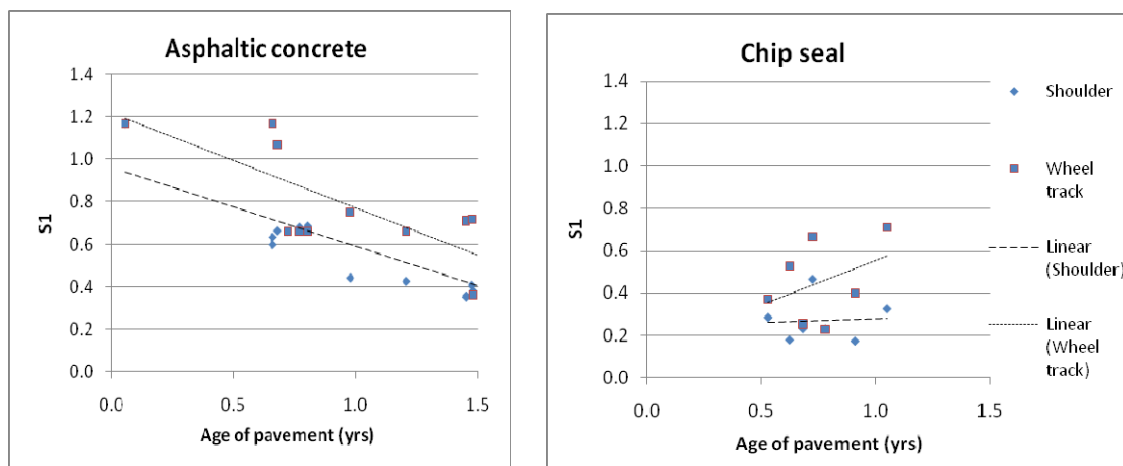 Asphaltic concrete
1.4
1.2
1.0
0.8
0.6
0.4
0.2
0.0
S1
0.0 0.5 1.0 1.5
Age of pavement (yrs)
Chip seal
1.4
1.2
1.0
0.8
0.6
0.4
0.2
0.0
S1
0.0 0.5 1.0 1.5
Age of pavement (yrs)
Shoulder
Wheel
track
Linear
(Shoulder)
Linear
(Wheel
track)